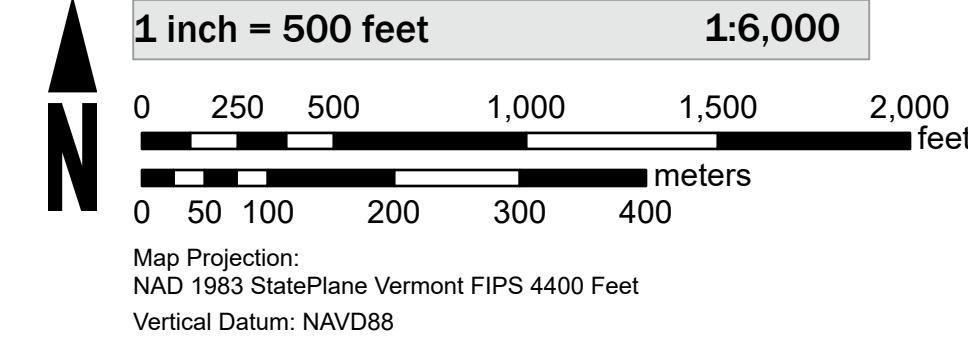 1 inch = 500 feet 1:6,000
0 250 500 1,000 1,500 2,000
feet
meters
0 50 100 200 300 400
N
Map Projection:
NAD 1983 StatePlane Vermont FIPS 4400 Feet
Vertical Datum: NAVD88